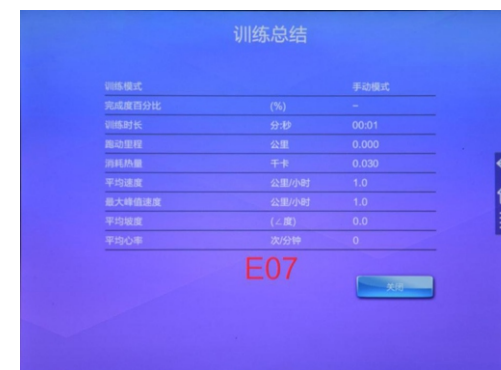 训练总结
训练模式 手动模式
完成度百分比 (%) --
训练时长 分:秒 00:01
跑动里程 公里 0.000
消耗热量 千卡 0.030
平均速度 公里/小时 1.0
最大峰值速度 公里/小时 1.0
平均坡度 (∠度) 0.0
平均心率 次/分钟 0
E07
关闭